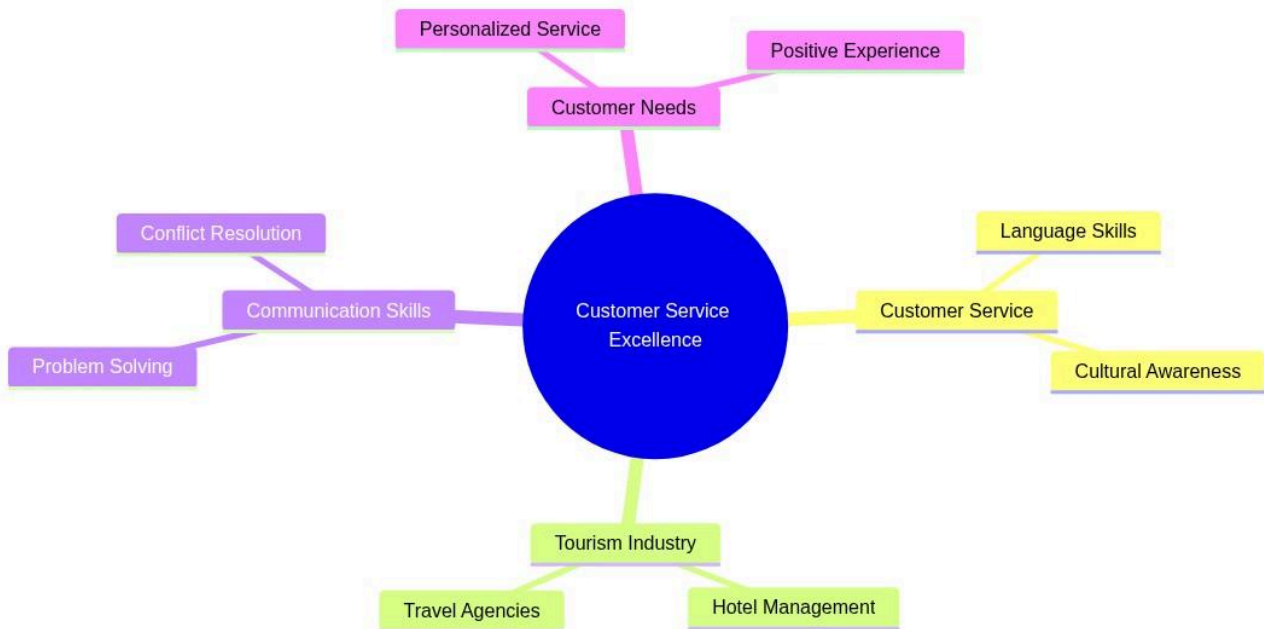 Personalized Service
Positive Experience
Customer Needs
Conflict Resolution
Communication Skills
Problem Solving
Customer Service
Excellence
Language Skills
Customer Service
Cultural Awareness
Tourism Industry
Travel Agencies
Hotel Management